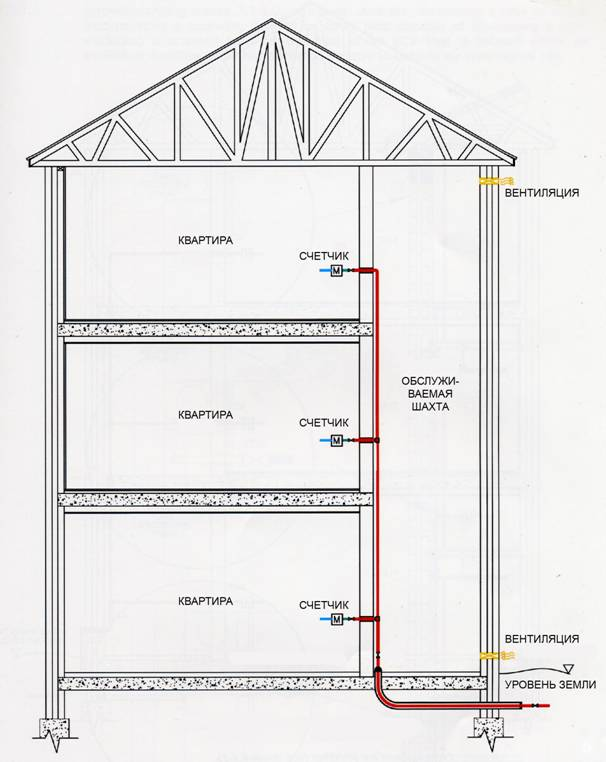 ВЕНТИЛЯЦИЯ
КВАРТИРА
СЧЕТЧИК
М
ОБСЛУЖИ-
ВАЕМАЯ
ШАХТА
КВАРТИРА
СЧЕТЧИК
М
КВАРТИРА
СЧЕТЧИК
М
ВЕНТИЛЯЦИЯ
УРОВЕНЬ ЗЕМЛИ